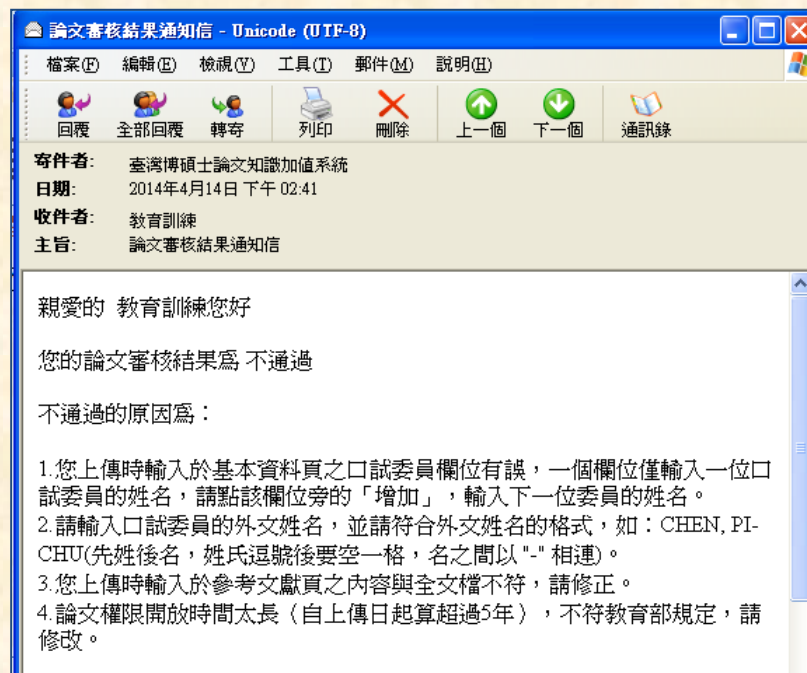 論文審核結果通知信 - Unicode (UTF-8)
檔案(F) 編輯(E) 檢視(V) 工具(T) 郵件(M) 說明(H)
回覆 全部回覆 轉寄 列印 刪除 上一個 下一個 通訊錄
寄件者: 臺灣博碩士論文知識加值系統
日期: 2014年4月14日 下午 02:41
收件者: 教育訓練
主旨: 論文審核結果通知信
親愛的 教育訓練您好
您的論文審核結果為 不通過
不通過的原因為：
1.您上傳時輸入於基本資料頁之口試委員欄位有誤，一個欄位僅輸入一位口
試委員的姓名，請點該欄位旁的「增加」，輸入下一位委員的姓名。
2.請輸入口試委員的外文姓名，並請符合外文姓名的格式，如：CHEN, PI-
CHU(先姓後名，姓氏逗號後要空一格，名之間以 "-" 相連)。
3.您上傳時輸入於參考文獻頁之內容與全文檔不符，請修正。
4.論文權限開放時間太長（自上傳日起算超過5年），不符教育部規定，請
修改。